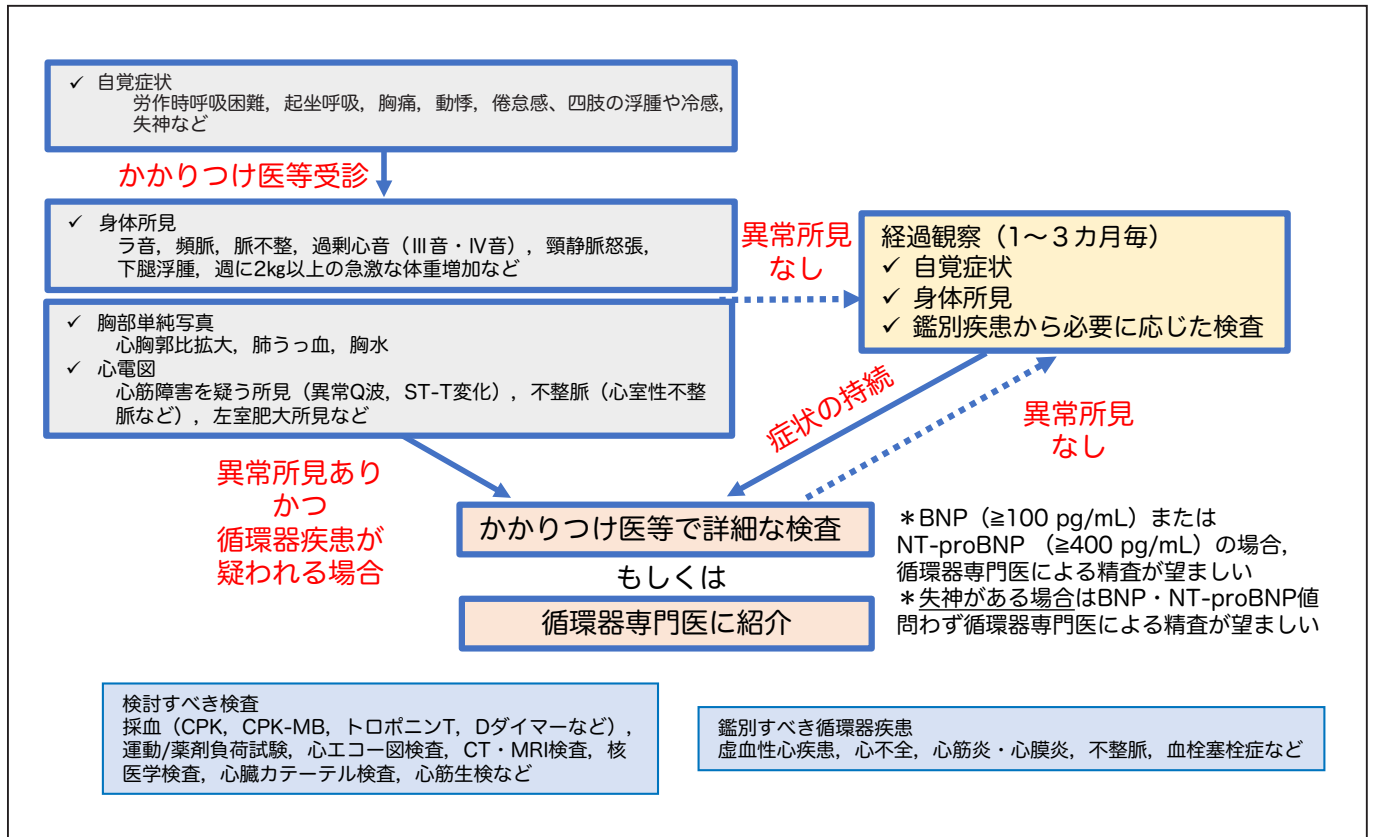 ✓ 自覚症状
労作時呼吸困難，起坐呼吸，胸痛，動悸，倦怠感、四肢の浮腫や冷感，
失神など
かかりつけ医等受診
✓ 身体所見
ラ音，頻脈，脈不整，過剰心音（Ⅲ音・Ⅳ音），頸静脈怒張，
下腿浮腫，週に2kg以上の急激な体重増加など
✓ 胸部単純写真
心胸郭比拡大，肺うっ血，胸水
✓ 心電図
心筋障害を疑う所見（異常Q波，ST-T変化），不整脈（心室性不整
脈など），左室肥大所見など
異常所見
なし
経過観察（1～３カ月毎）
✓ 自覚症状
✓ 身体所見
✓ 鑑別疾患から必要に応じた検査
症状の持続
異常所見
なし
異常所見あり
かつ
循環器疾患が
疑われる場合
かかりつけ医等で詳細な検査
もしくは
循環器専門医に紹介
＊BNP（≧100 pg/mL）または
NT-proBNP （≧400 pg/mL）の場合，
循環器専門医による精査が望ましい
＊失神がある場合はBNP・NT-proBNP値
問わず循環器専門医による精査が望ましい
検討すべき検査
採血（CPK，CPK-MB，トロポニンT，Dダイマーなど），
運動/薬剤負荷試験，心エコー図検査，CT・MRI検査，核
医学検査，心臓カテーテル検査，心筋生検など
鑑別すべき循環器疾患
虚血性心疾患，心不全，心筋炎・心膜炎，不整脈，血栓塞栓症など